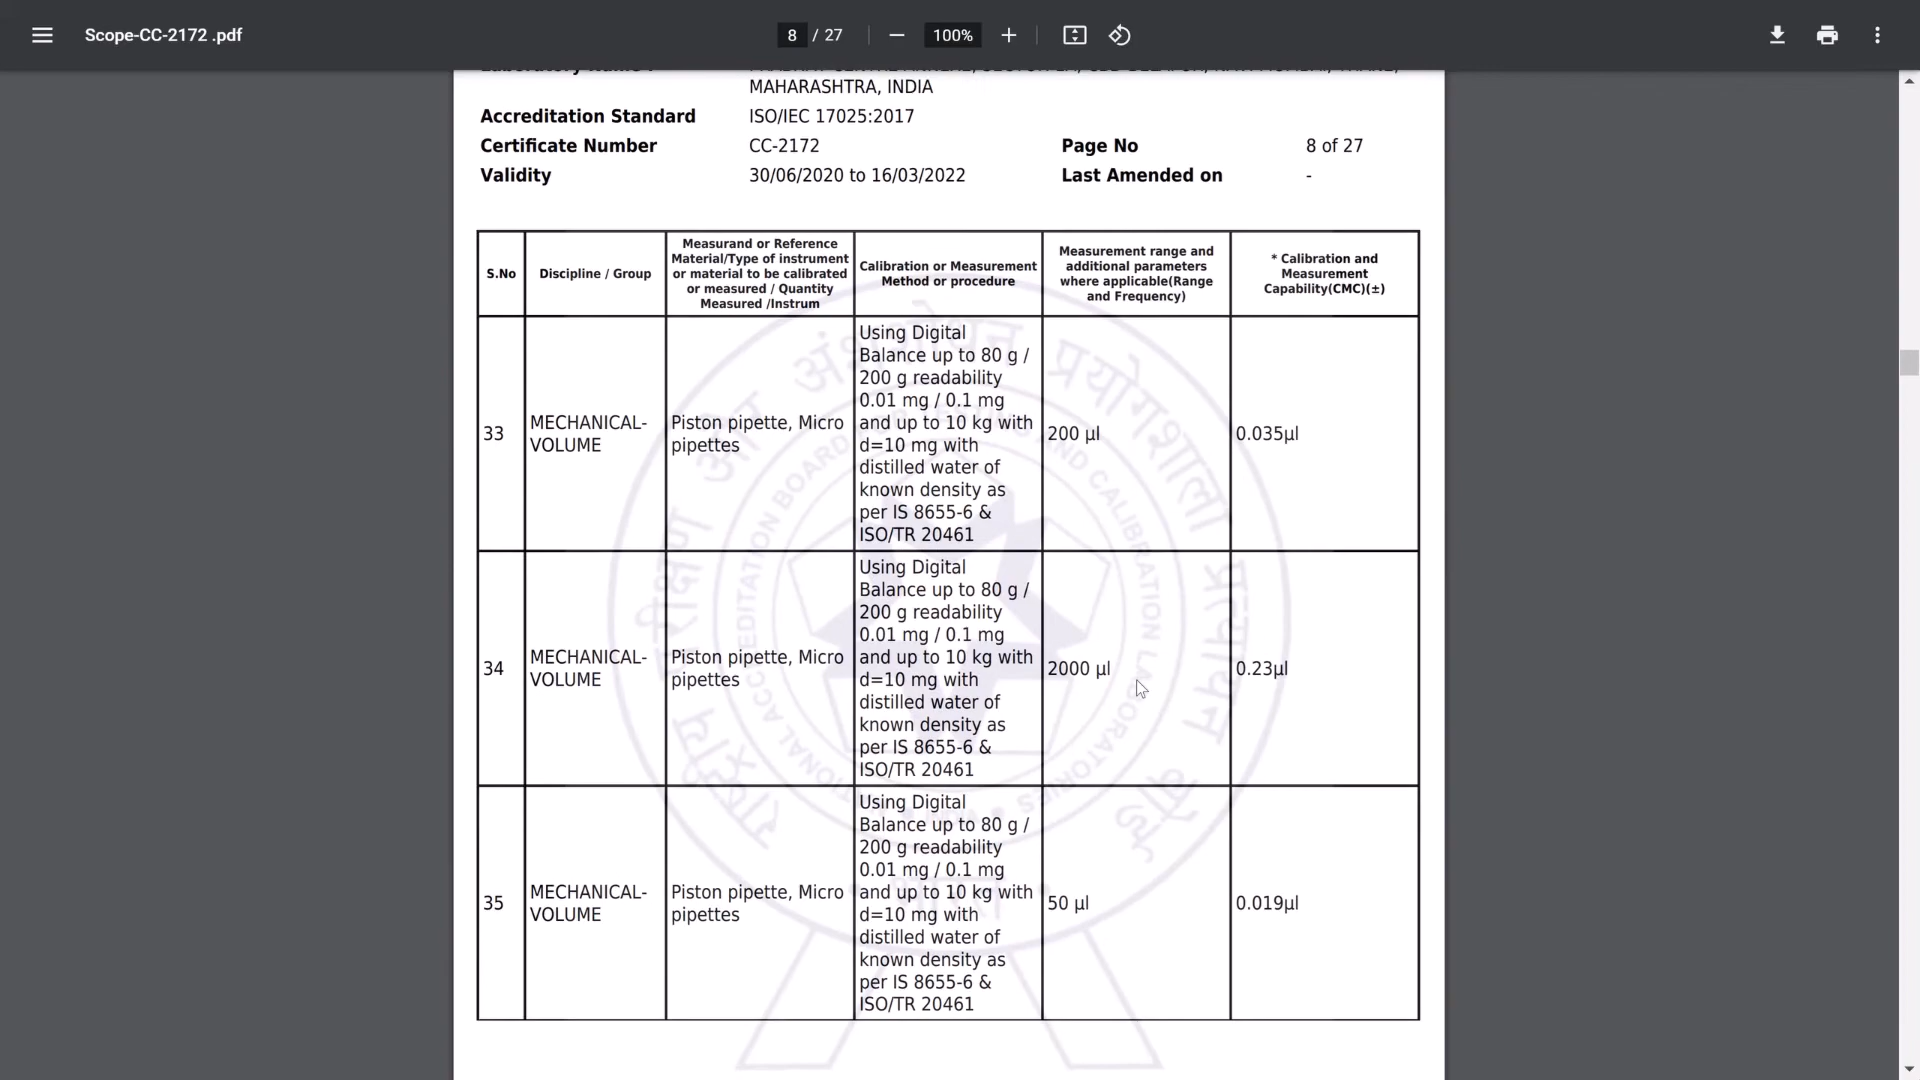 Scope-CC-2172 .pdf
8 / 27
100%
MAHARASHTRA, INDIA
Accreditation Standard ISO/IEC 17025:2017
Certificate Number CC-2172 Page No 8 of 27
Validity 30/06/2020 to 16/03/2022 Last Amended on -
S.No
Discipline / Group
Measurand or Reference
Material/Type of instrument
or material to be calibrated
or measured / Quantity
Measured /Instrum
Calibration or Measurement
Method or procedure
Measurement range and
additional parameters
where applicable(Range
and Frequency)
* Calibration and
Measurement
Capability(CMC)(±)
33
MECHANICAL-
VOLUME
Piston pipette, Micro
pipettes
Using Digital
Balance up to 80 g /
200 g readability
0.01 mg / 0.1 mg
and up to 10 kg with
d=10 mg with
distilled water of
known density as
per IS 8655-6 &
ISO/TR 20461
200 µl
0.035µl
34
MECHANICAL-
VOLUME
Piston pipette, Micro
pipettes
Using Digital
Balance up to 80 g /
200 g readability
0.01 mg / 0.1 mg
and up to 10 kg with
d=10 mg with
distilled water of
known density as
per IS 8655-6 &
ISO/TR 20461
2000 µl
0.23µl
35
MECHANICAL-
VOLUME
Piston pipette, Micro
pipettes
Using Digital
Balance up to 80 g /
200 g readability
0.01 mg / 0.1 mg
and up to 10 kg with
d=10 mg with
distilled water of
known density as
per IS 8655-6 &
ISO/TR 20461
50 µl
0.019µl